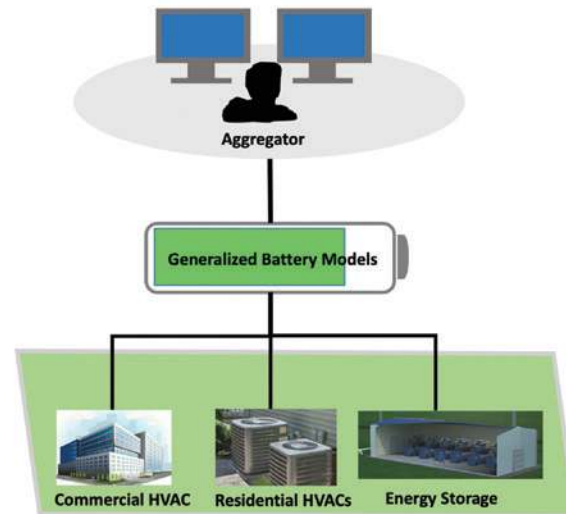 Aggregator
Generalized Battery Models
Commercial HVAC
Residential HVACs
Energy Storage